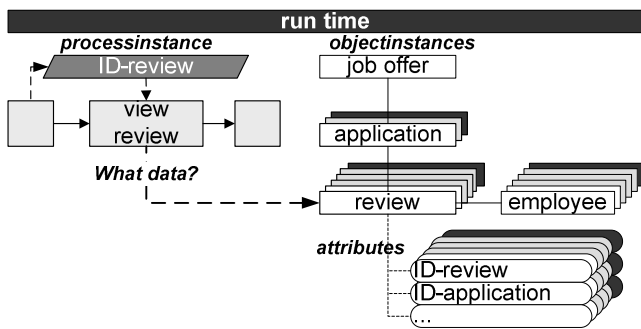 run time
processinstance
objectinstances
ID-review
job offer
view
review
application
What data?
review
employee
attributes
ID-review
ID-application
...